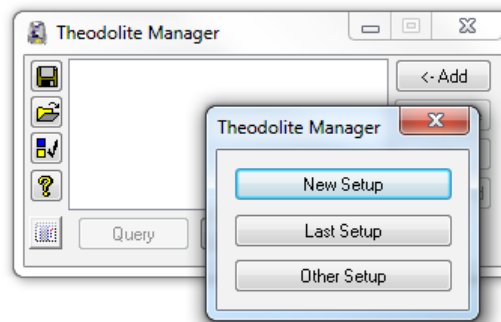 Theodolite Manager
<- Add
Theodolite Manager
New Setup
Last Setup
Query
Other Setup